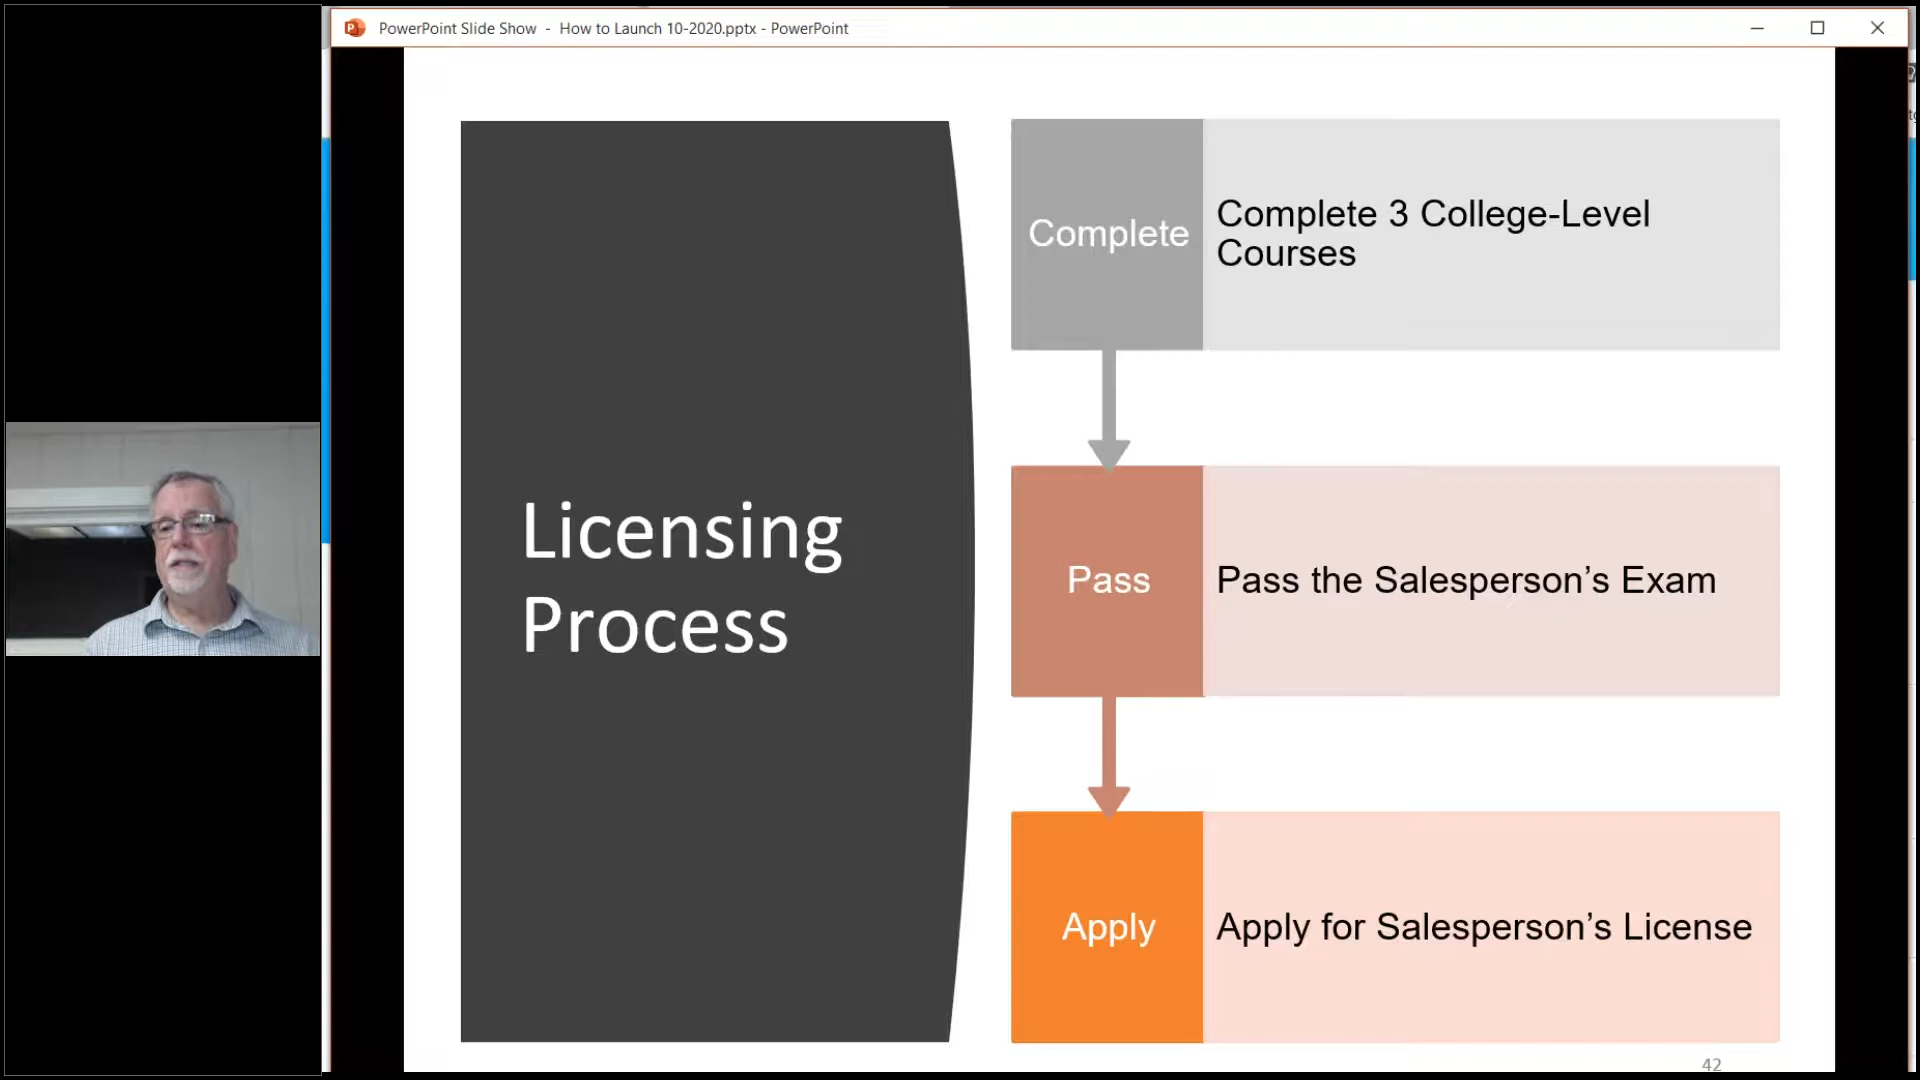 PowerPoint Slide Show - How to Launch 10-2020.pptx - PowerPoint
Licensing
Process
Complete
Complete 3 College-Level
Courses
Pass
Pass the Salesperson’s Exam
Apply
Apply for Salesperson’s License
42